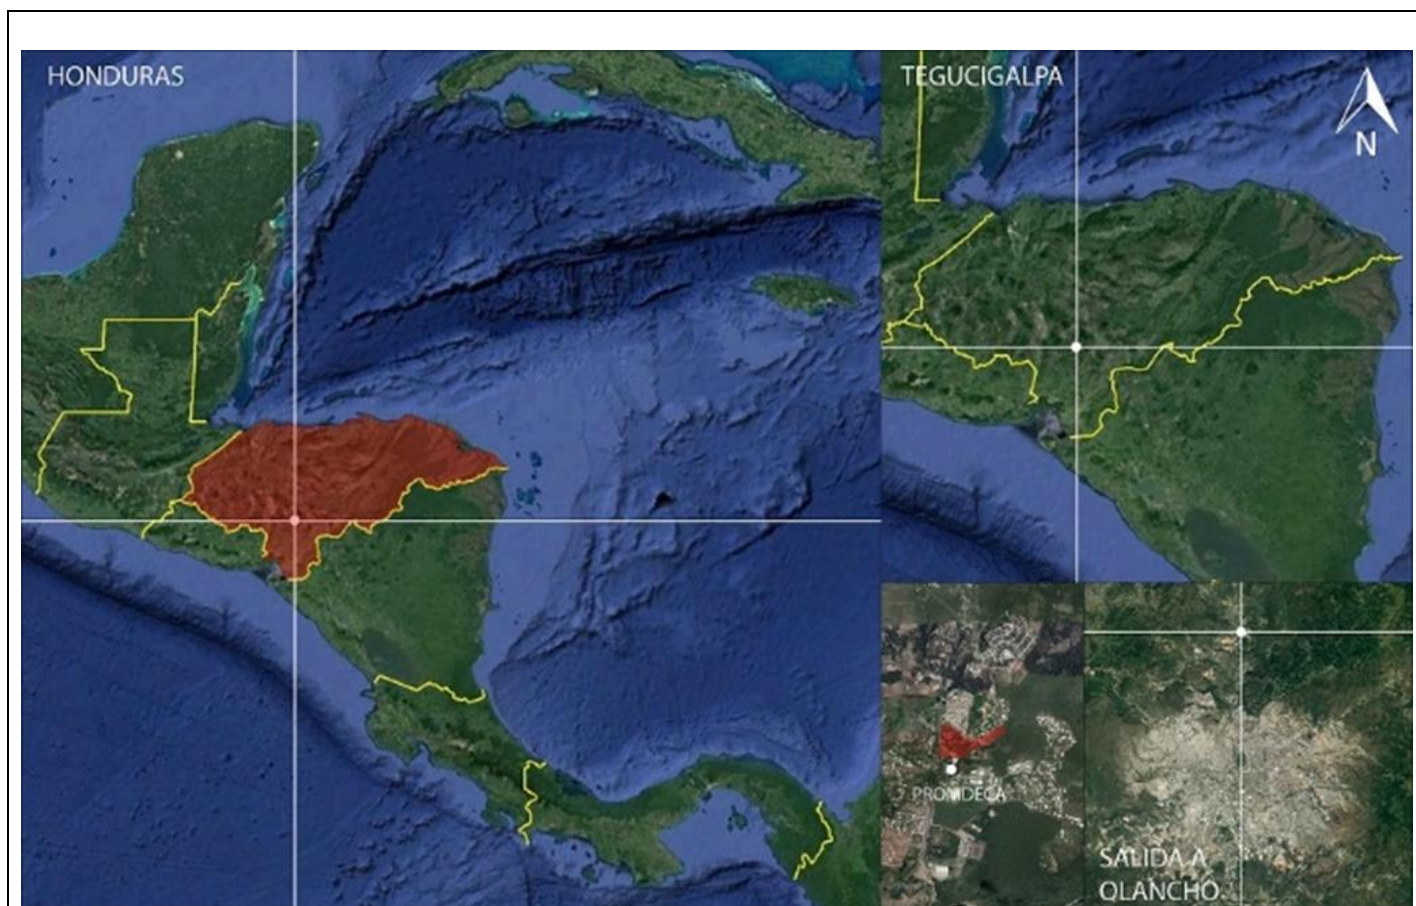 HONDURAS
TEGUCIGALPA
N
PROMDECA
SALIDA A
OLANCHO